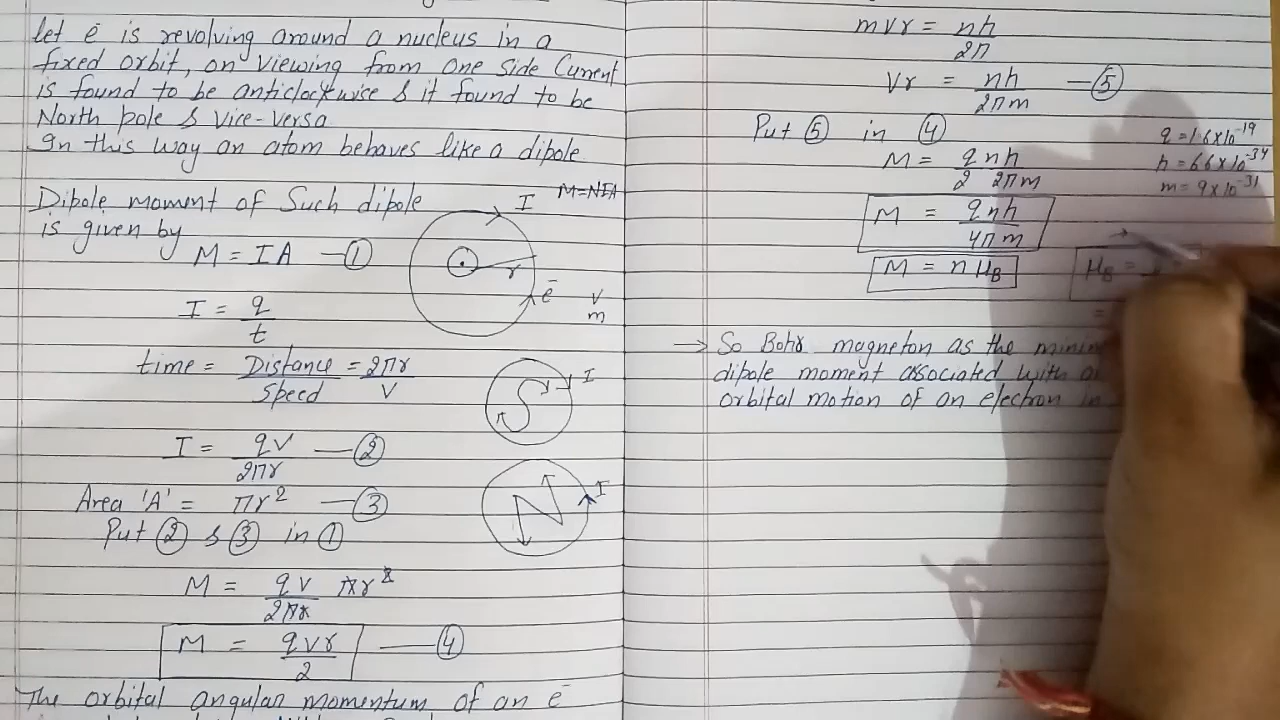 let ē is revolving around a nucleus in a
fixed orbit, on viewing from one side Current
is found to be anticlockwise & it found to be
North pole & vice-versa
In this way an atom behaves like a dipole
Dipole moment of Such dipole
is given by
M = IA — ①
M=NIA
I
r
ē
V
m
I = q/t
time = Distance/Speed = 2πr/V
S
I
I = qv/2πr — ②
Area 'A' = πr² — ③
N
I
Put ② & ③ in ①
M = qv/2πr πr²
M = qvr/2 — ④
The orbital angular momentum of an ē
mvr = nh/2π
Vr = nh/2πm — ⑤
Put ⑤ in ④
q = 1.6×10⁻¹⁹
h = 6.6×10⁻³⁴
m = 9×10⁻³¹
M = q nh/2 2πm
M = qnh/4πm
M = n μB
μB =
=
→ So Bohr magneton as the
dipole moment associated with
orbital motion of an electron in